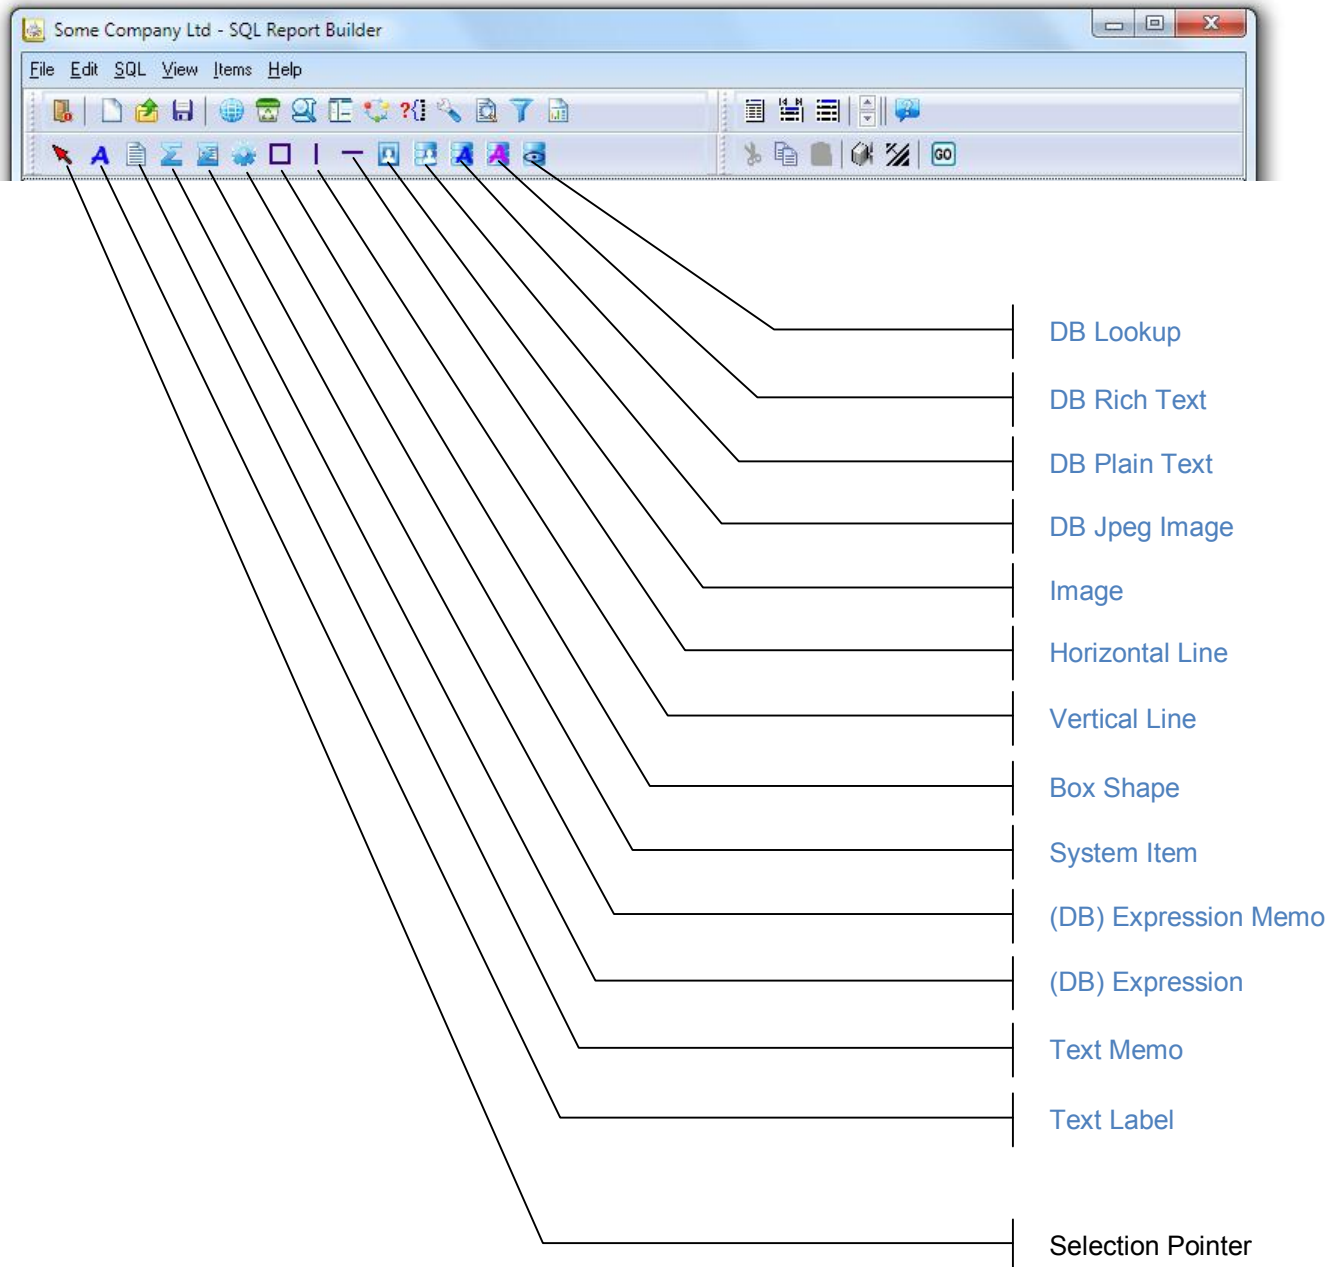 Some Company Ltd - SQL Report Builder
File Edit SQL View Items Help
?{}
A A A GO
DB Lookup
DB Rich Text
DB Plain Text
DB Jpeg Image
Image
Horizontal Line
Vertical Line
Box Shape
System Item
(DB) Expression Memo
(DB) Expression
Text Memo
Text Label
Selection Pointer